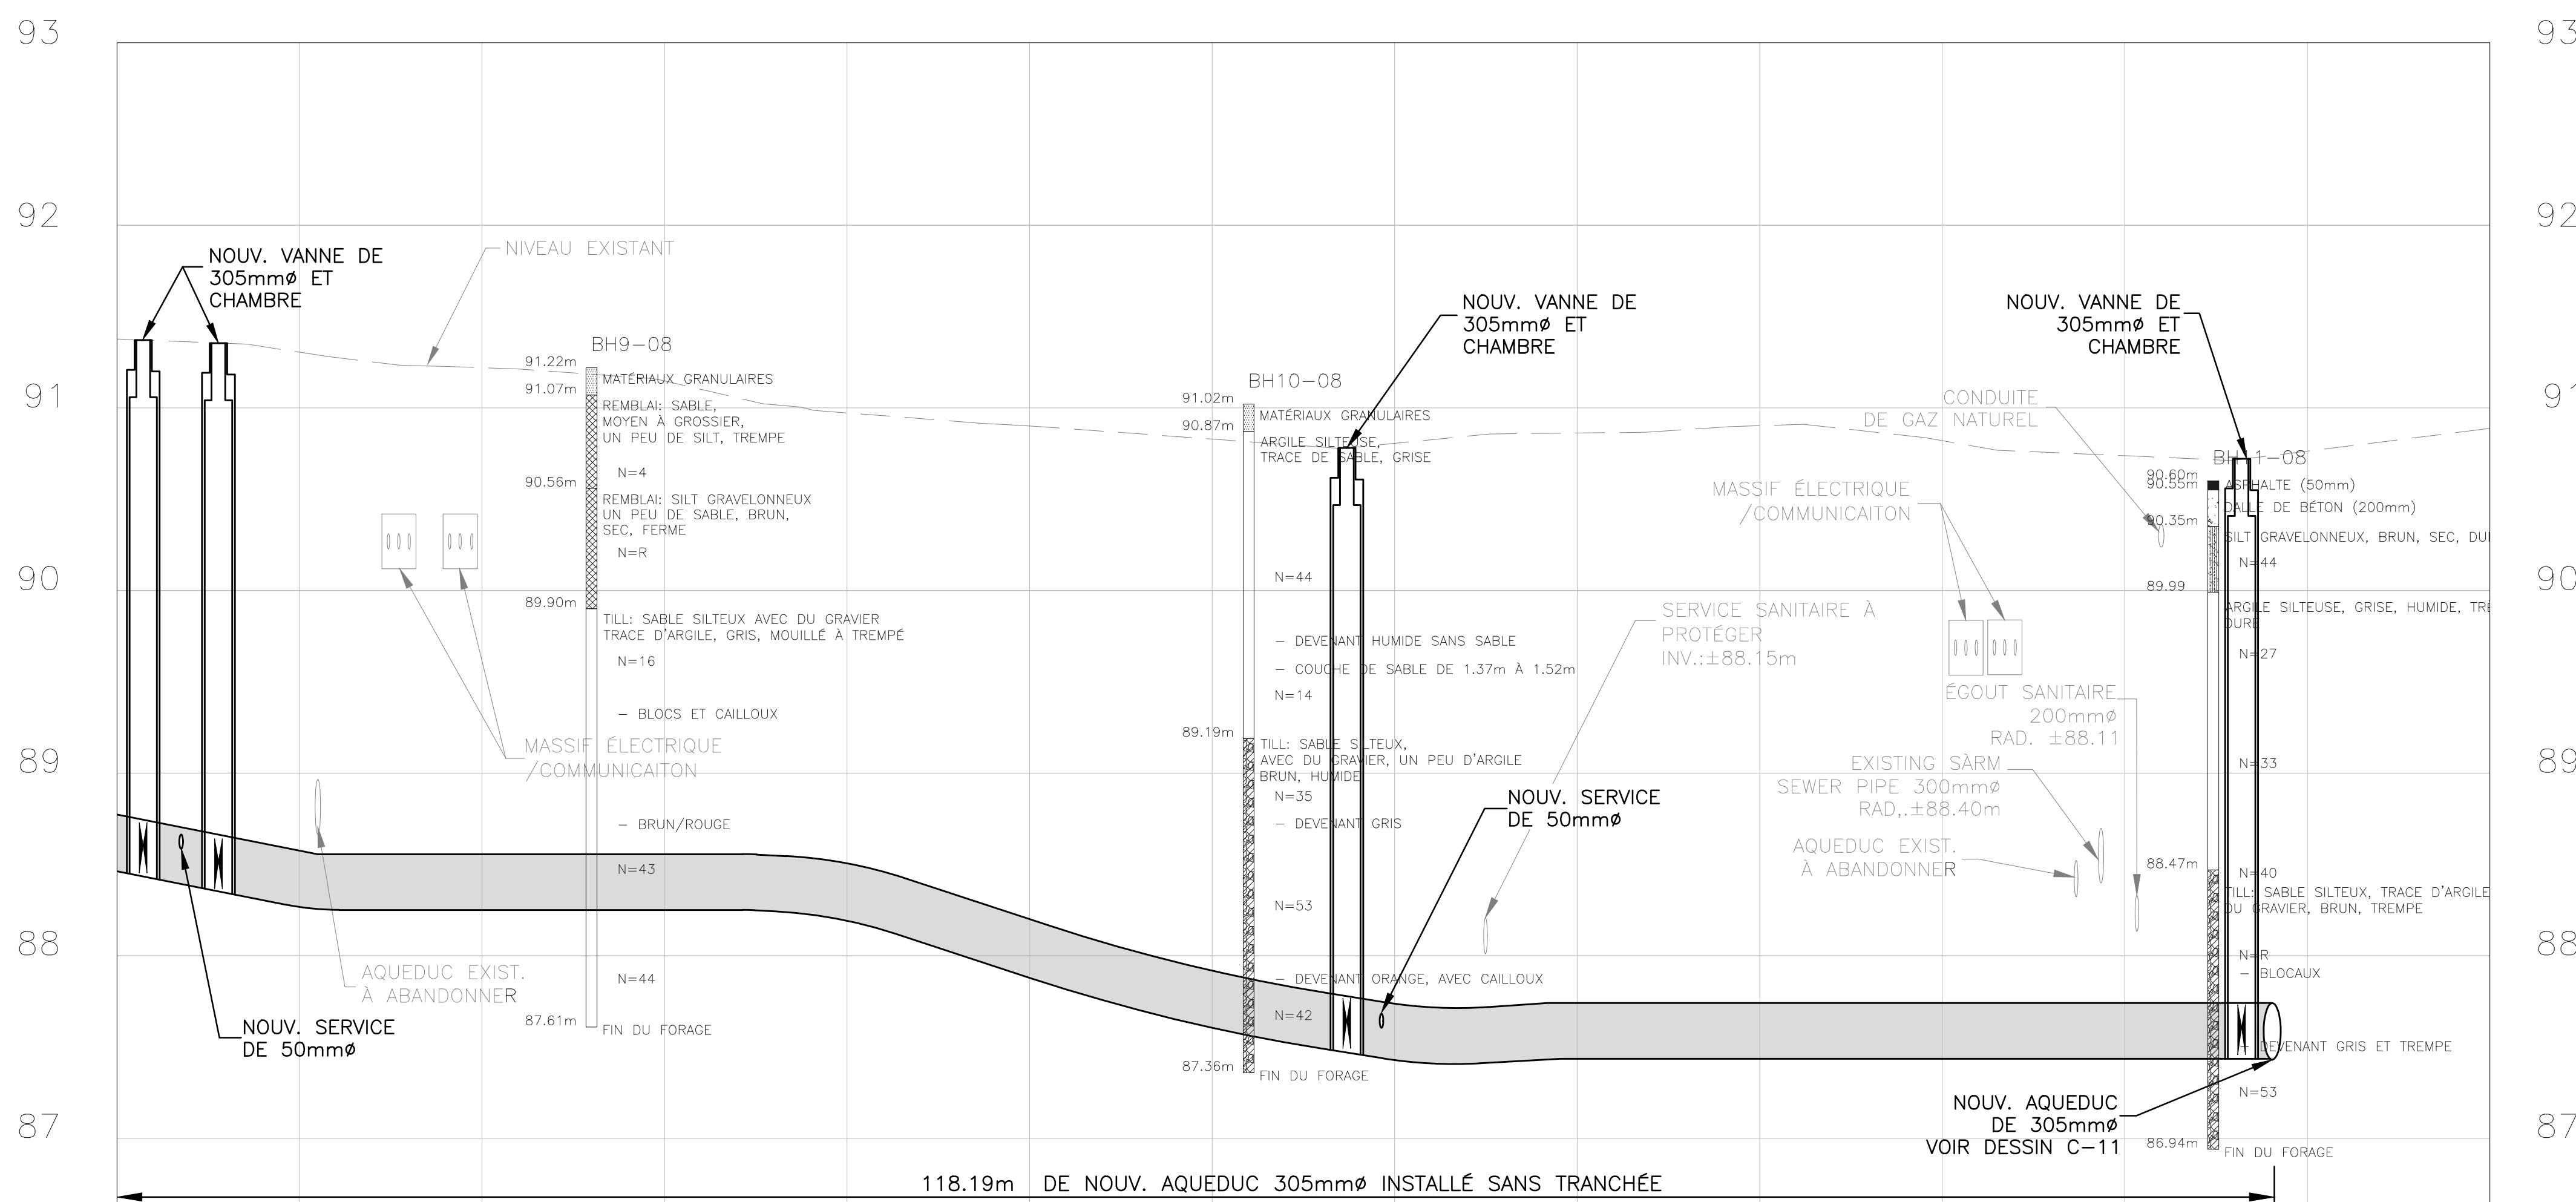 93
93
92
92
91
91
90
90
89
89
88
88
87
87
NOUV. VANNE DE
305mmø ET
CHAMBRE
NIVEAU EXISTANT
BH9-08
91.22m
91.07m
90.56m
89.90m
87.61m
MATÉRIAUX GRANULAIRES
REMBLAI: SABLE,
MOYEN À GROSSIER,
UN PEU DE SILT, TREMPE
N=4
REMBLAI: SILT GRAVELONNEUX
UN PEU DE SABLE, BRUN,
SEC, FERME
N=R
TILL: SABLE SILTEUX AVEC DU GRAVIER
TRACE D'ARGILE, GRIS, MOUILLÉ À TREMPÉ
N=16
- BLOCS ET CAILLOUX
- BRUN/ROUGE
N=43
N=44
FIN DU FORAGE
MASSIF ÉLECTRIQUE
/COMMUNICAITON
AQUEDUC EXIST.
À ABANDONNER
NOUV. SERVICE
DE 50mmø
BH10-08
91.02m
90.87m
89.19m
87.36m
MATÉRIAUX GRANULAIRES
ARGILE SILTEUSE,
TRACE DE SABLE, GRISE
N=44
- DEVENANT HUMIDE SANS SABLE
- COUCHE DE SABLE DE 1.37m À 1.52m
N=14
TILL: SABLE SILTEUX,
AVEC DU GRAVIER, UN PEU D'ARGILE
BRUN, HUMIDE
N=35
- DEVENANT GRIS
N=53
- DEVENANT ORANGE, AVEC CAILLOUX
N=42
FIN DU FORAGE
NOUV. VANNE DE
305mmø ET
CHAMBRE
SERVICE SANITAIRE À
PROTÉGER
INV.:±88.15m
NOUV. SERVICE
DE 50mmø
NOUV. VANNE DE
305mmø ET
CHAMBRE
CONDUITE
DE GAZ NATUREL
MASSIF ÉLECTRIQUE
/COMMUNICAITON
ÉGOUT SANITAIRE
200mmø
RAD. ±88.11
EXISTING SÀRM
SEWER PIPE 300mmø
RAD,.±88.40m
AQUEDUC EXIST.
À ABANDONNER
BH11-08
90.60m
90.55m
90.35m
89.99
88.47m
86.94m
ASPHALTE (50mm)
DALLE DE BÉTON (200mm)
SILT GRAVELONNEUX, BRUN, SEC,
N=44
ARGILE SILTEUSE, GRISE, HUMIDE,
DURE
N=27
N=33
N=40
TILL: SABLE SILTEUX, TRACE D'ARGILE
DU GRAVIER, BRUN, TREMPE
N=R
- BLOCAUX
- DEVENANT GRIS ET TREMPE
N=53
FIN DU FORAGE
NOUV. AQUEDUC
DE 305mmø
VOIR DESSIN C-11
118.19m DE NOUV. AQUEDUC 305mmø INSTALLÉ SANS TRANCHÉE